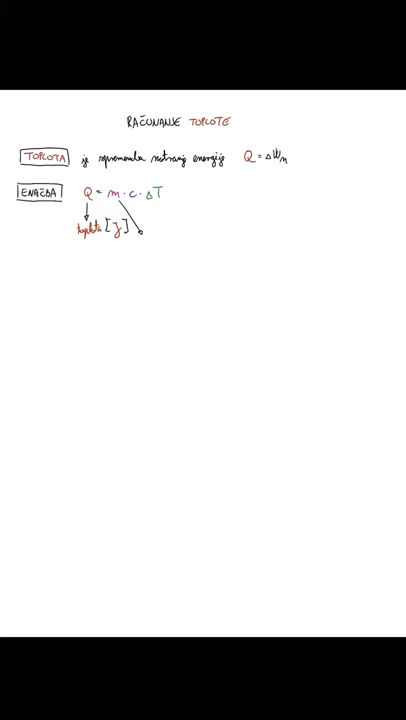 RAČUNANJE TOPLOTE
TOPLOTA je sprememba notranje energije Q = ΔWn
ENAČBA Q = m · c · ΔT
toplota [J]